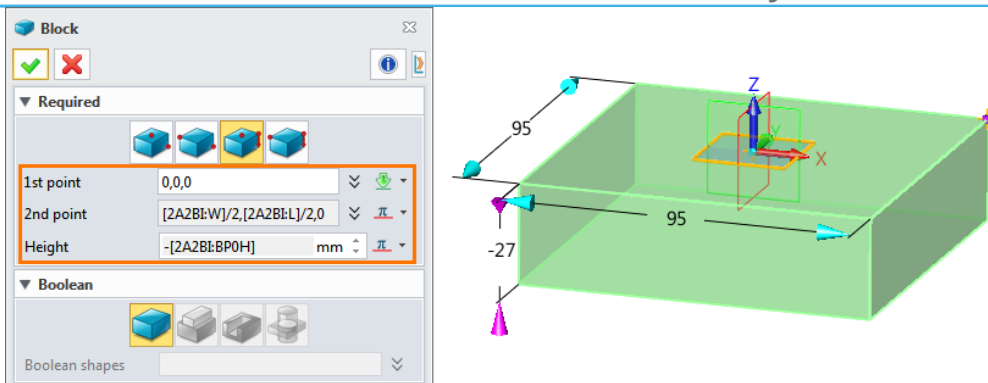 Block
Required
1st point 0,0,0
2nd point [2A2BI:W]/2,[2A2BI:L]/2,0
Height -[2A2BI:BP0H] mm
Boolean
Boolean shapes
Z
Y
X
95
95
-27